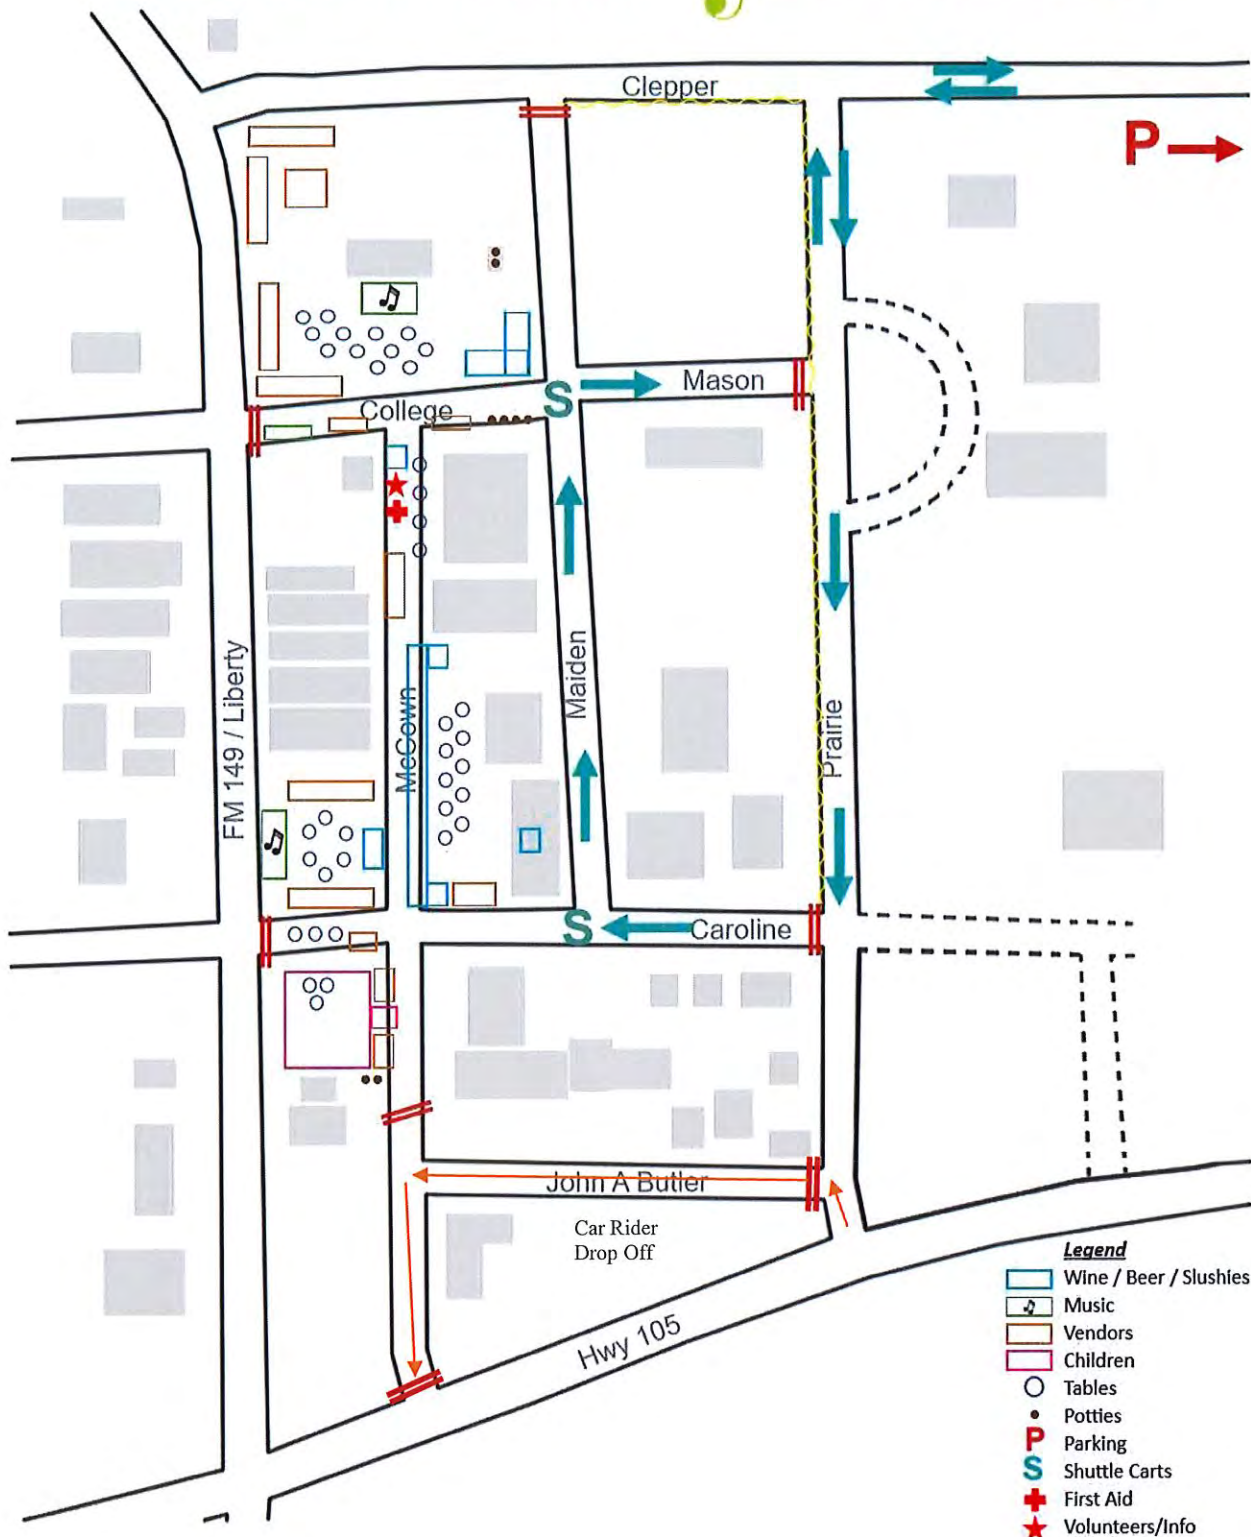 Clepper
P
Mason
College
S
FM 149 / Liberty
McCown
Maiden
Prairie
S
Caroline
John A Butler
Car Rider
Drop Off
Hwy 105
Legend
Wine / Beer / Slushies
Music
Vendors
Children
Tables
Potties
P Parking
S Shuttle Carts
First Aid
Volunteers/Info